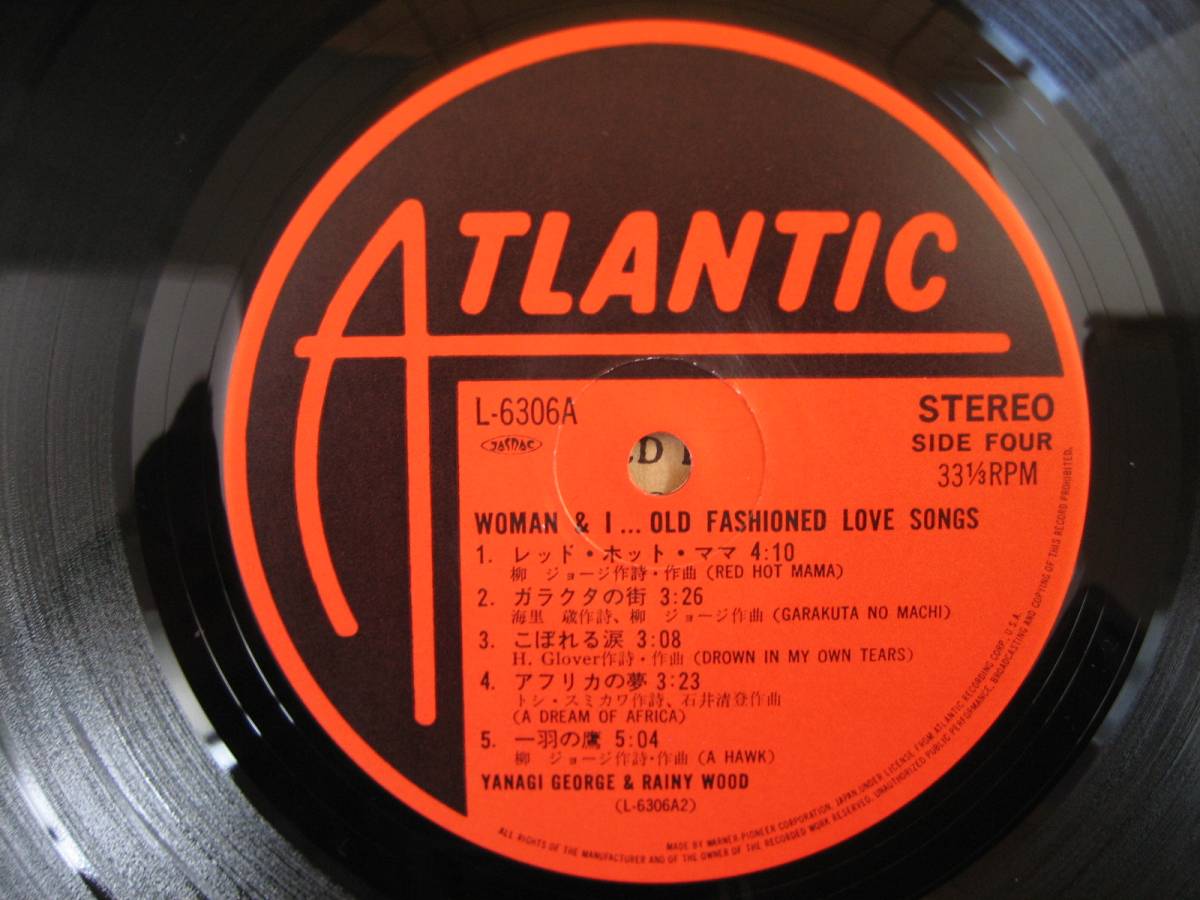 ATLANTIC
L-6306A
JASRAC
STEREO
SIDE FOUR
33⅓RPM
WOMAN & I... OLD FASHIONED LOVE SONGS
1. レッド・ホット・ママ 4:10
柳 ジョージ作詩・作曲 (RED HOT MAMA)
2. ガラクタの街 3:26
海里 蔵作詩、柳 ジョージ作曲 (GARAKUTA NO MACHI)
3. こぼれる涙 3:08
H. Glover作詩・作曲 (DROWN IN MY OWN TEARS)
4. アフリカの夢 3:23
トシ・スミカワ作詩、石井清登作曲
(A DREAM OF AFRICA)
5. 一羽の鷹 5:04
柳 ジョージ作詩・作曲 (A HAWK)
YANAGI GEORGE & RAINY WOOD
(L-6306A2)
MADE BY WARNER-PIONEER CORPORATION, JAPAN UNDER LICENSE FROM ATLANTIC RECORDING CORP., U.S.A.
ALL RIGHTS OF THE MANUFACTURER AND OF THE OWNER OF THE RECORDED WORK RESERVED. UNAUTHORIZED PUBLIC PERFORMANCE, BROADCASTING AND COPYING OF THIS RECORD PROHIBITED.